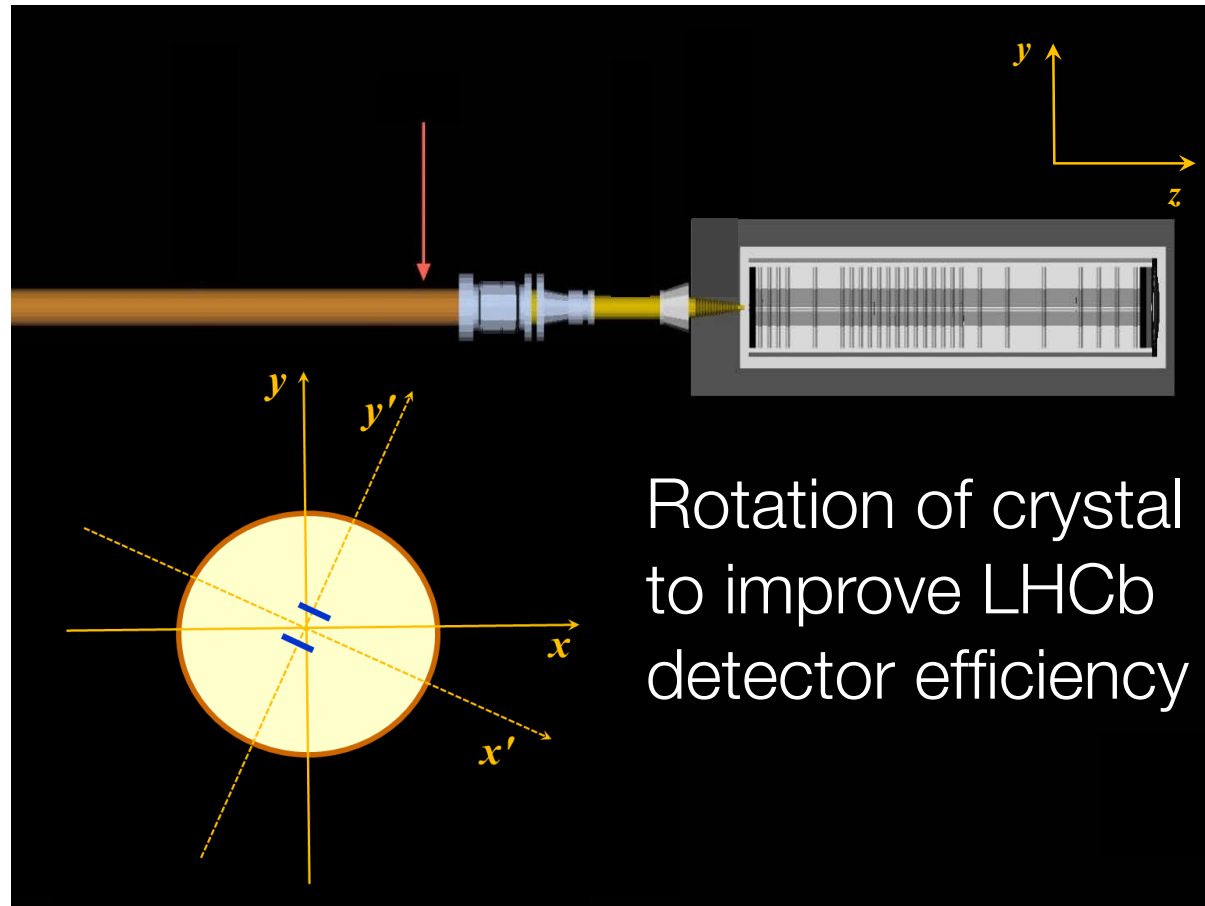 y
z
y
y'
x
x'
Rotation of crystal
to improve LHCb
detector efficiency